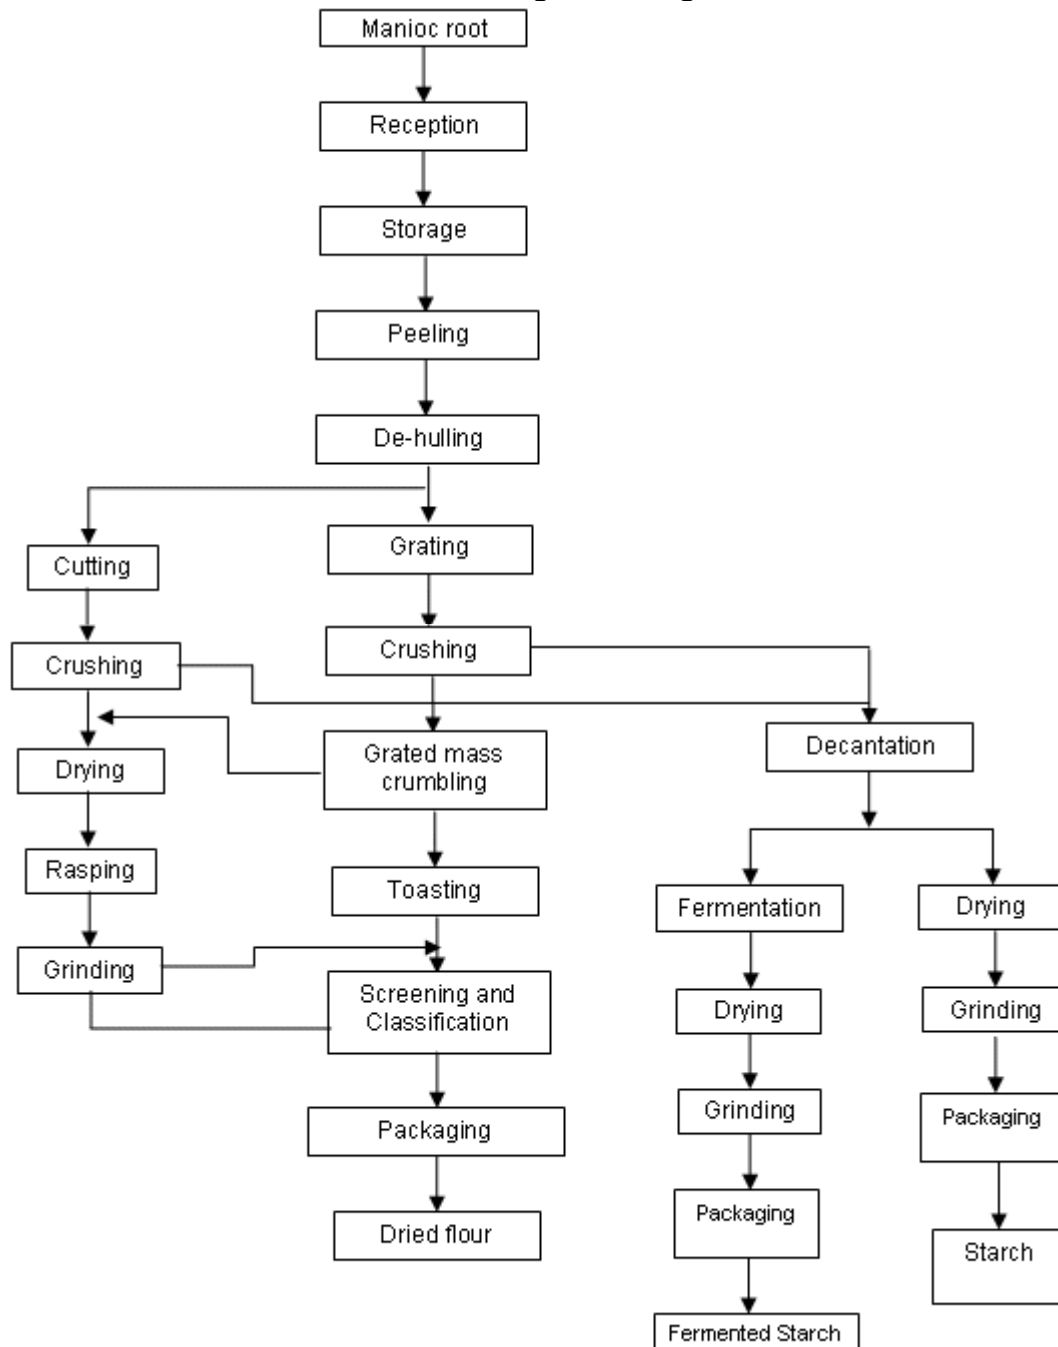 Manioc root
Reception
Storage
Peeling
De-hulling
Grating
Cutting
Crushing
Crushing
Grated mass
crumbling
Decantation
Drying
Rasping
Toasting
Fermentation
Drying
Grinding
Screening and
Classification
Drying
Grinding
Grinding
Packaging
Packaging
Packaging
Dried flour
Starch
Fermented Starch